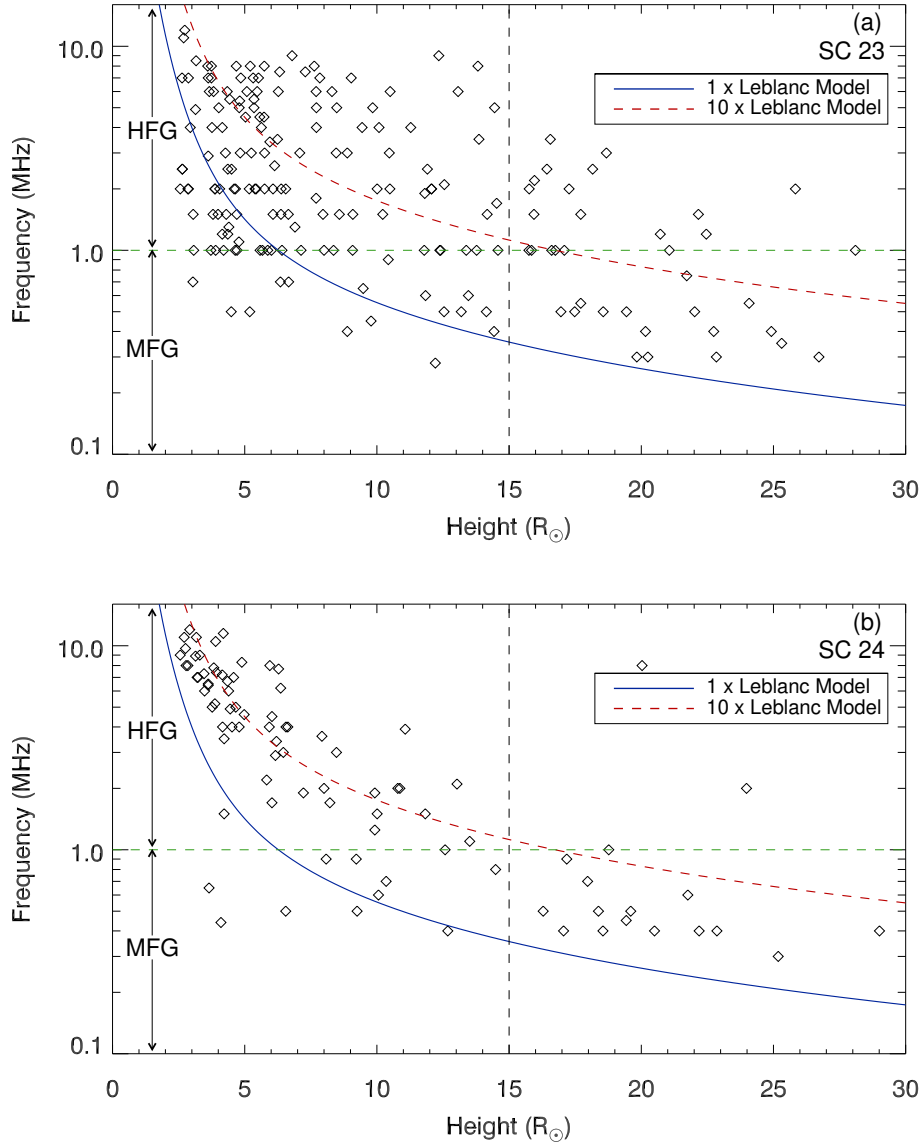 (a)
SC 23
1 x Leblanc Model
10 x Leblanc Model
Frequency (MHz)
10.0
1.0
0.1
HFG
MFG
0 5 10 15 20 25 30
Height (R☉)
(b)
SC 24
1 x Leblanc Model
10 x Leblanc Model
Frequency (MHz)
10.0
1.0
0.1
HFG
MFG
0 5 10 15 20 25 30
Height (R☉)